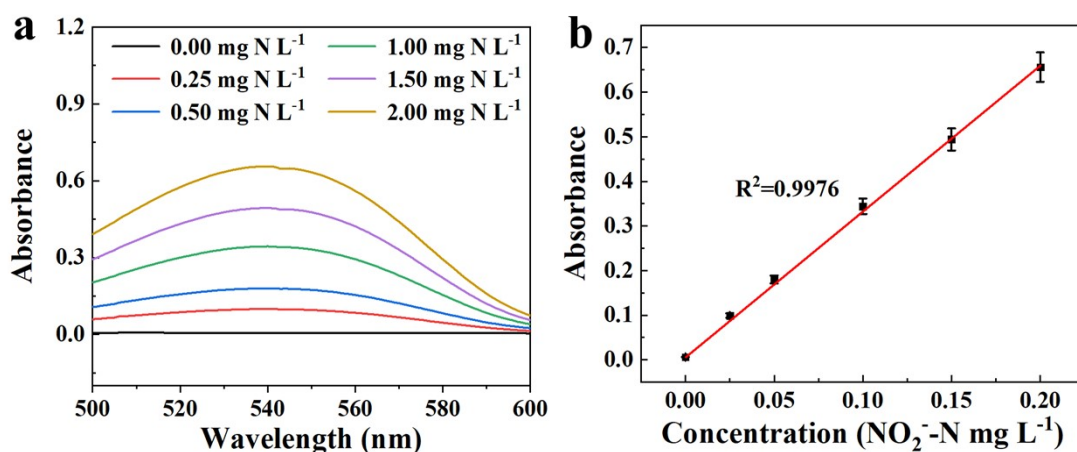 a
0.00 mg N L⁻¹
1.00 mg N L⁻¹
0.25 mg N L⁻¹
1.50 mg N L⁻¹
0.50 mg N L⁻¹
2.00 mg N L⁻¹
1.2
0.9
0.6
0.3
0.0
Absorbance
500 520 540 560 580 600
Wavelength (nm)
b
0.7
0.6
0.5
0.4
0.3
0.2
0.1
0.0
Absorbance
R²=0.9976
0.00 0.05 0.10 0.15 0.20
Concentration (NO₂⁻-N mg L⁻¹)